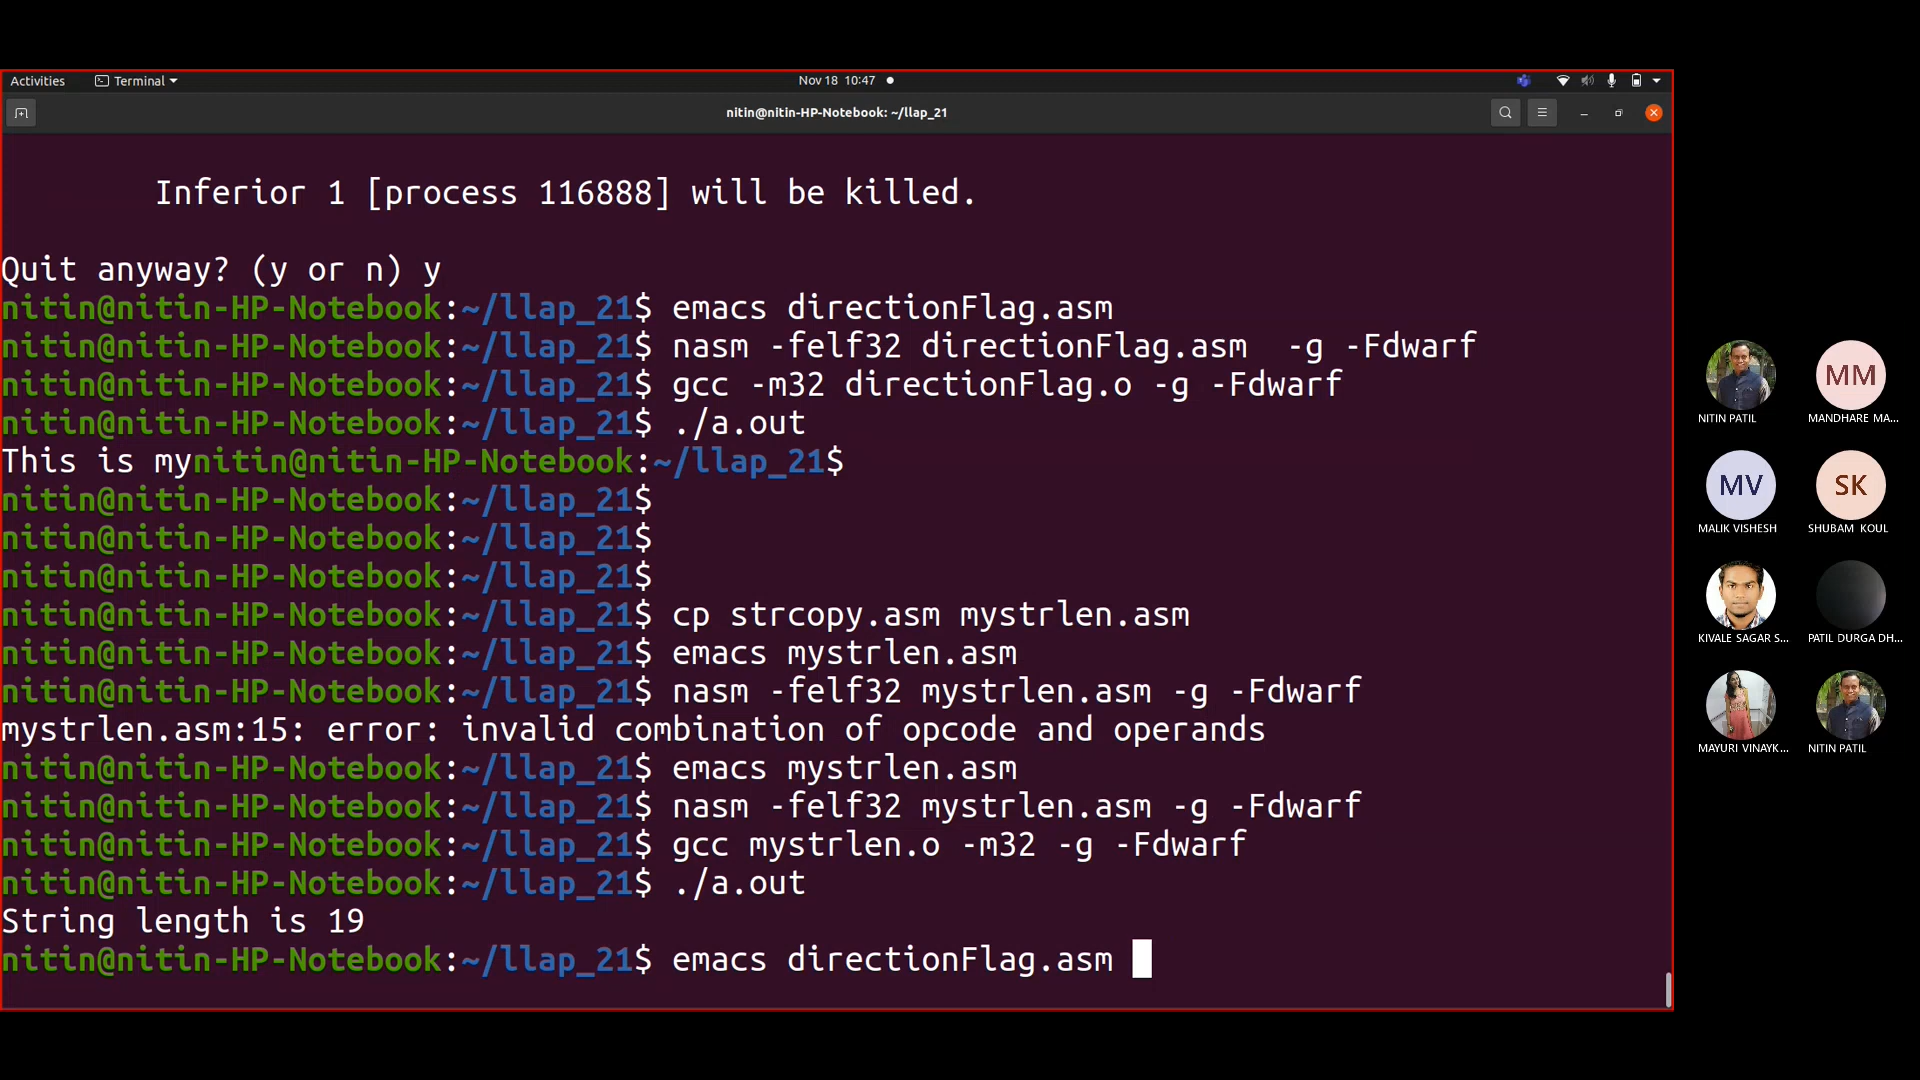 Activities Terminal Nov 18 10:47
nitin@nitin-HP-Notebook: ~/llap_21
Inferior 1 [process 116888] will be killed.
Quit anyway? (y or n) y
nitin@nitin-HP-Notebook:~/llap_21$ emacs directionFlag.asm
nitin@nitin-HP-Notebook:~/llap_21$ nasm -felf32 directionFlag.asm  -g -Fdwarf
nitin@nitin-HP-Notebook:~/llap_21$ gcc -m32 directionFlag.o -g -Fdwarf
nitin@nitin-HP-Notebook:~/llap_21$ ./a.out
This is mynitin@nitin-HP-Notebook:~/llap_21$
nitin@nitin-HP-Notebook:~/llap_21$
nitin@nitin-HP-Notebook:~/llap_21$
nitin@nitin-HP-Notebook:~/llap_21$
nitin@nitin-HP-Notebook:~/llap_21$ cp strcopy.asm mystrlen.asm
nitin@nitin-HP-Notebook:~/llap_21$ emacs mystrlen.asm
nitin@nitin-HP-Notebook:~/llap_21$ nasm -felf32 mystrlen.asm -g -Fdwarf
mystrlen.asm:15: error: invalid combination of opcode and operands
nitin@nitin-HP-Notebook:~/llap_21$ emacs mystrlen.asm
nitin@nitin-HP-Notebook:~/llap_21$ nasm -felf32 mystrlen.asm -g -Fdwarf
nitin@nitin-HP-Notebook:~/llap_21$ gcc mystrlen.o -m32 -g -Fdwarf
nitin@nitin-HP-Notebook:~/llap_21$ ./a.out
String length is 19
nitin@nitin-HP-Notebook:~/llap_21$ emacs directionFlag.asm
MM
NITIN PATIL MANDHARE MA...
MV SK
MALIK VISHESH SHUBAM KOUL
KIVALE SAGAR S... PATIL DURGA DH...
MAYURI VINAYK... NITIN PATIL